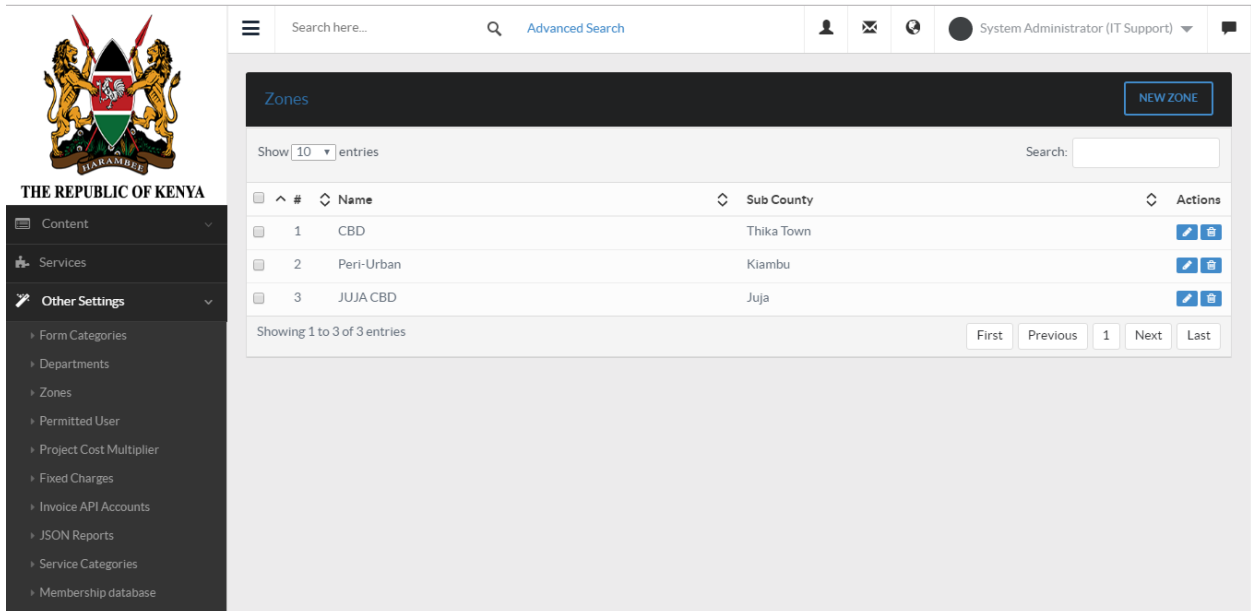 Search here...
Advanced Search
System Administrator (IT Support)
HARAMBEE
THE REPUBLIC OF KENYA
Content
Services
Other Settings
Form Categories
Departments
Zones
Permitted User
Project Cost Multiplier
Fixed Charges
Invoice API Accounts
JSON Reports
Service Categories
Membership database
Zones
NEW ZONE
Show 10 entries
Search:
# Name Sub County Actions
1 CBD Thika Town
2 Peri-Urban Kiambu
3 JUJA CBD Juja
Showing 1 to 3 of 3 entries
First Previous 1 Next Last